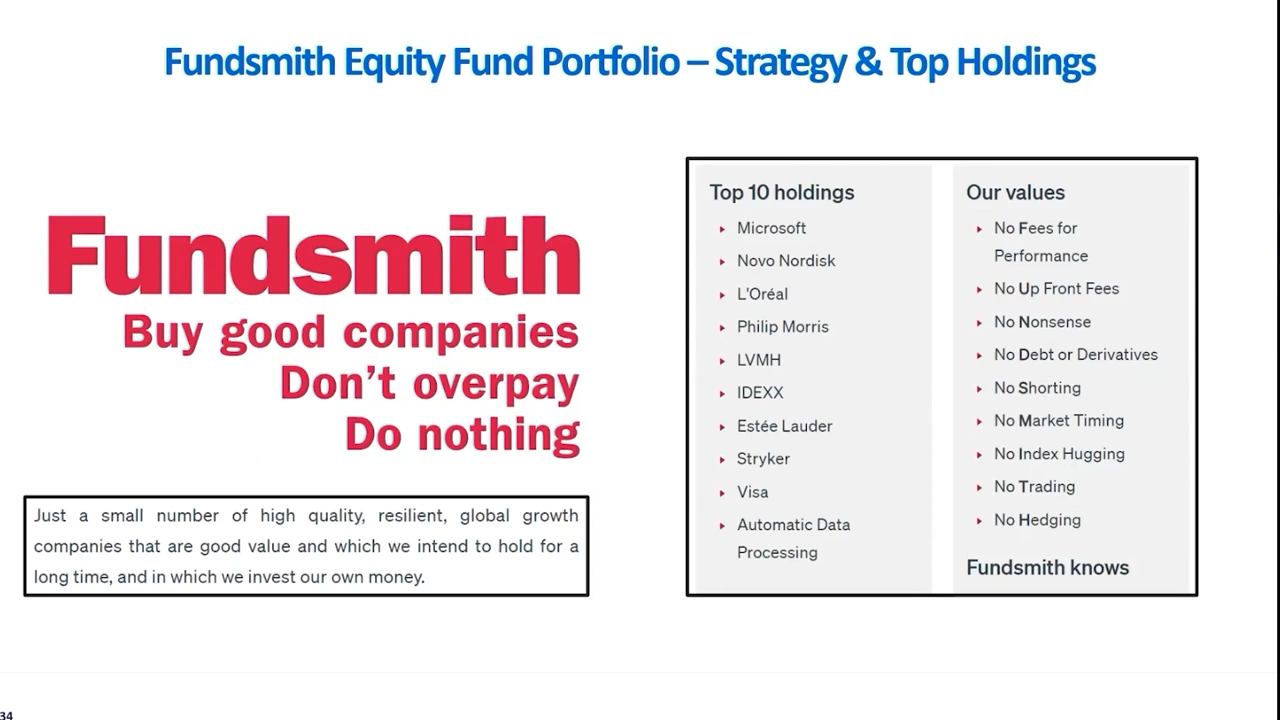 Fundsmith Equity Fund Portfolio – Strategy & Top Holdings
Fundsmith
Buy good companies
Don't overpay
Do nothing
Just a small number of high quality, resilient, global growth
companies that are good value and which we intend to hold for a
long time, and in which we invest our own money.
Top 10 holdings
Microsoft
Novo Nordisk
L'Oréal
Philip Morris
LVMH
IDEXX
Estée Lauder
Stryker
Visa
Automatic Data
Processing
Our values
No Fees for
Performance
No Up Front Fees
No Nonsense
No Debt or Derivatives
No Shorting
No Market Timing
No Index Hugging
No Trading
No Hedging
Fundsmith knows
34